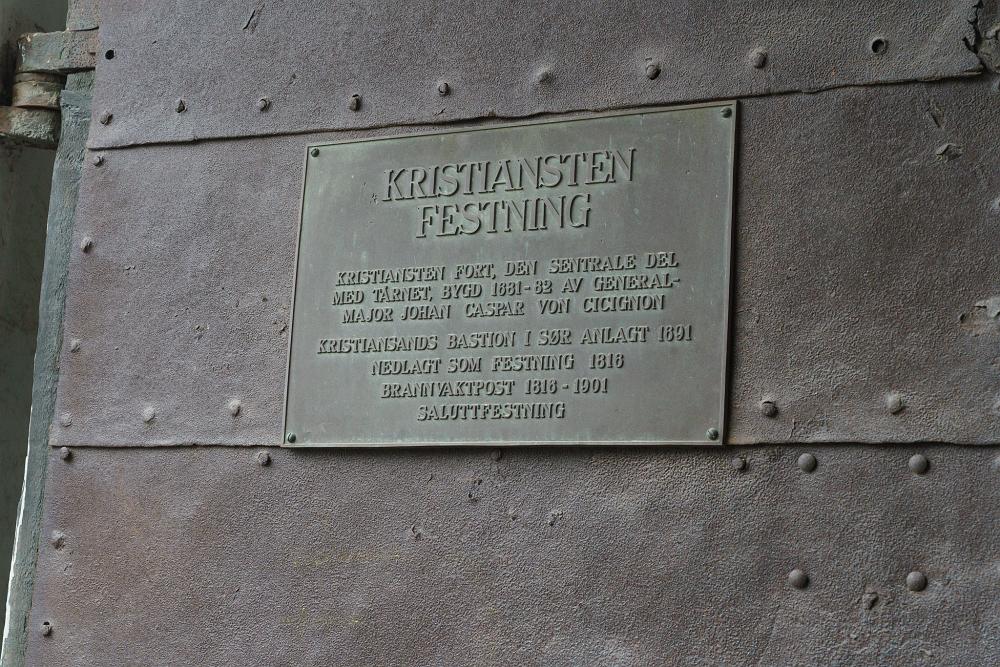 KRISTIANSTEN
FESTNING
KRISTIANSTEN FORT, DEN SENTRALE DEL
MED TÅRNET, BYGD 1681-82 AV GENERAL-
MAJOR JOHAN CASPAR VON CICIGNON
KRISTIANSANDS BASTION I SØR ANLAGT 1691
NEDLAGT SOM FESTNING 1816
BRANNVAKTPOST 1816-1901
SALUTTFESTNING